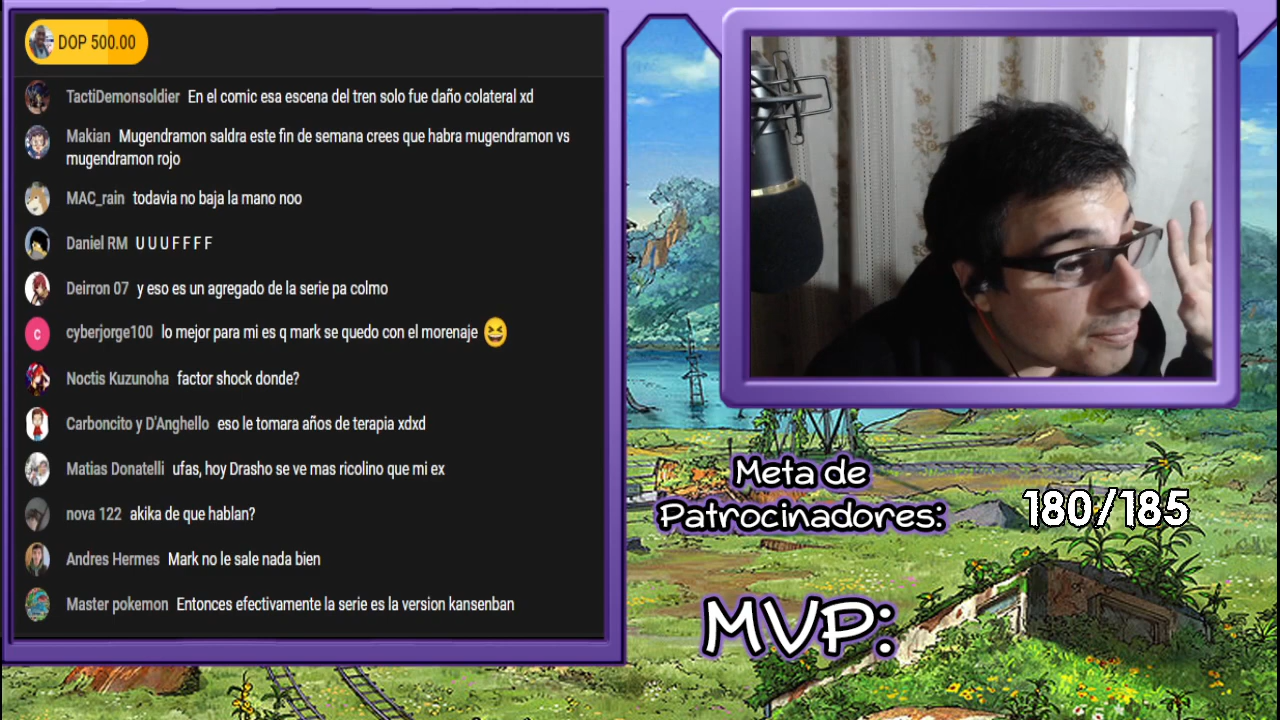 DOP 500.00
TactiDemonsoldier En el comic esa escena del tren solo fue daño colateral xd
Makian Mugendramon saldra este fin de semana crees que habra mugendramon vs
mugendramon rojo
MAC_rain todavia no baja la mano noo
Daniel RM U U U F F F F
Deirron 07 y eso es un agregado de la serie pa colmo
C cyberjorge100 lo mejor para mi es q mark se quedo con el morenaje 😆
Noctis Kuzunoha factor shock donde?
Carboncito y D'Anghello eso le tomara años de terapia xdxd
Matias Donatelli ufas, hoy Drasho se ve mas ricolino que mi ex
nova 122 akika de que hablan?
Andres Hermes Mark no le sale nada bien
Master pokemon Entonces efectivamente la serie es la version kansenban
Meta de
Patrocinadores: 180/185
MVP: